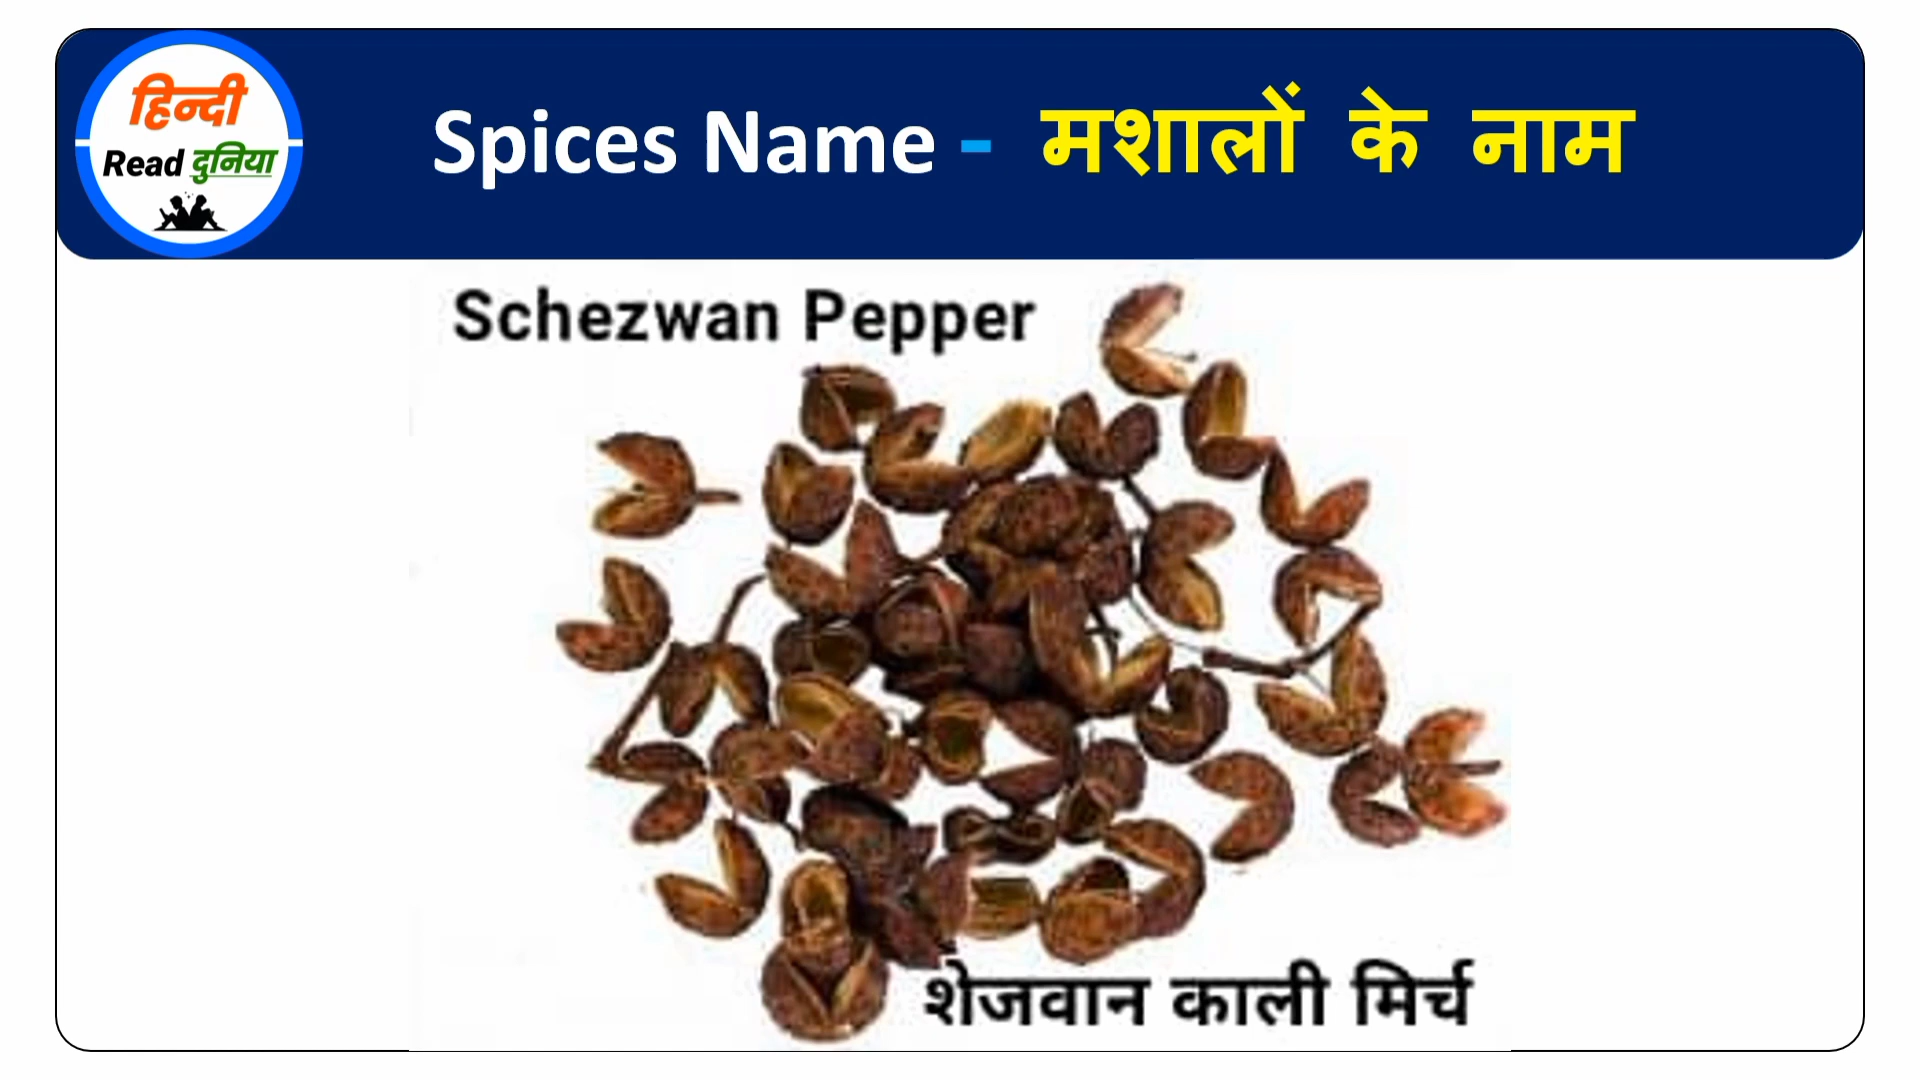 हिन्दी
Read दुनिया
Spices Name - मशालों के नाम
Schezwan Pepper
शेजवान काली मिर्च